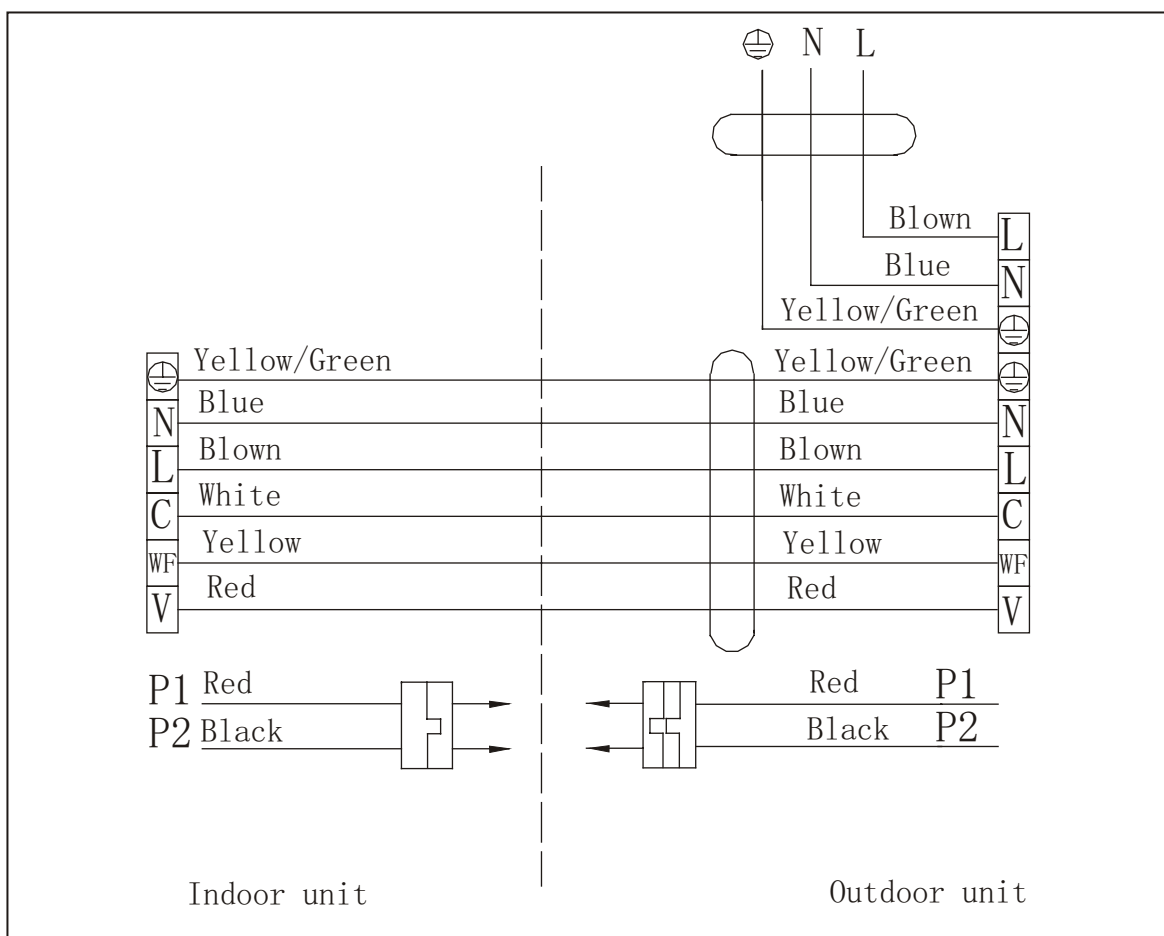 N L
Blown L
Blue N
Yellow/Green
Yellow/Green Yellow/Green
N Blue Blue N
L Blown Blown L
C White White C
WF Yellow Yellow WF
V Red Red V
P1 Red Red P1
P2 Black Black P2
Indoor unit Outdoor unit